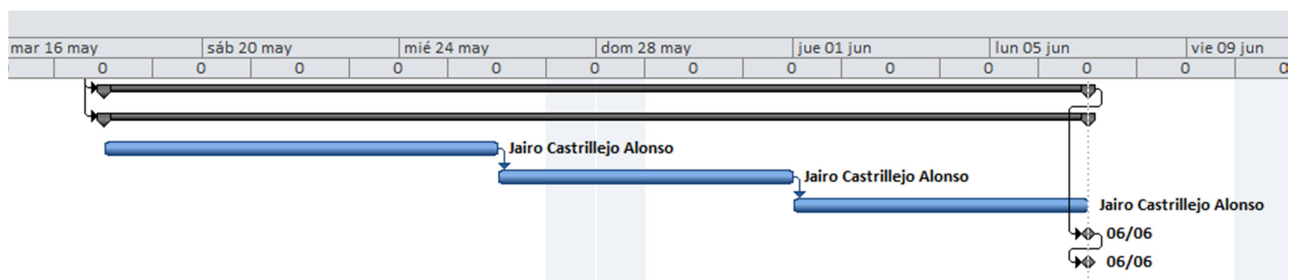 mar 16 may sáb 20 may mié 24 may dom 28 may jue 01 jun lun 05 jun vie 09 jun
0 0 0 0 0 0 0 0 0 0 0 0 0
Jairo Castrillejo Alonso
Jairo Castrillejo Alonso
Jairo Castrillejo Alonso
06/06
06/06